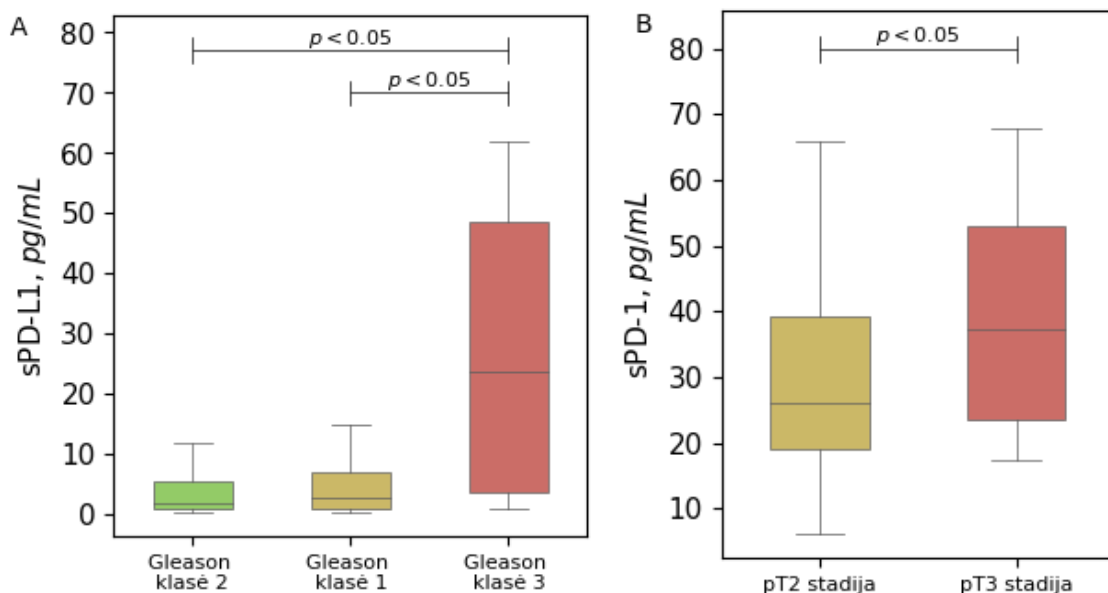 A
sPD-L1, pg/mL
80
70
60
50
40
30
20
10
0
p < 0.05
p < 0.05
Gleason
klasė 2
Gleason
klasė 1
Gleason
klasė 3
B
sPD-1, pg/mL
80
70
60
50
40
30
20
10
p < 0.05
pT2 stadija
pT3 stadija